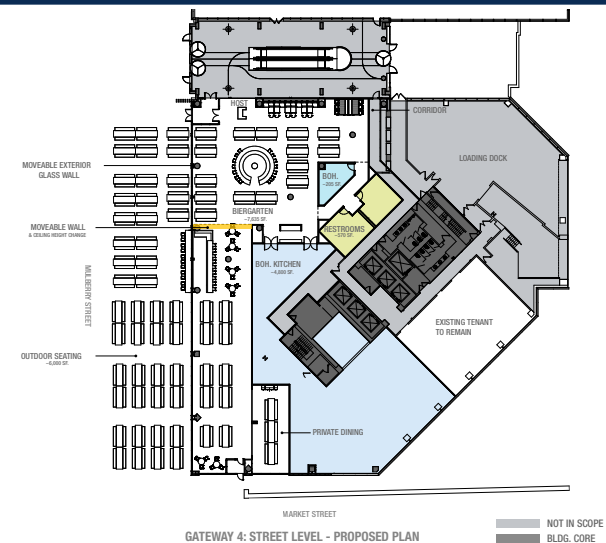 HOST
CORRIDOR
LOADING DOCK
MOVEABLE EXTERIOR
GLASS WALL
BOH.
~205 SF.
BIERGARTEN
~7,635 SF.
MOVEABLE WALL
& CEILING HEIGHT CHANGE
RESTROOMS
~570 SF.
BOH. KITCHEN
~4,800 SF.
MULBERRY STREET
EXISTING TENANT
TO REMAIN
OUTDOOR SEATING
~6,000 SF.
PRIVATE DINING
MARKET STREET
GATEWAY 4: STREET LEVEL - PROPOSED PLAN
NOT IN SCOPE
BLDG. CORE